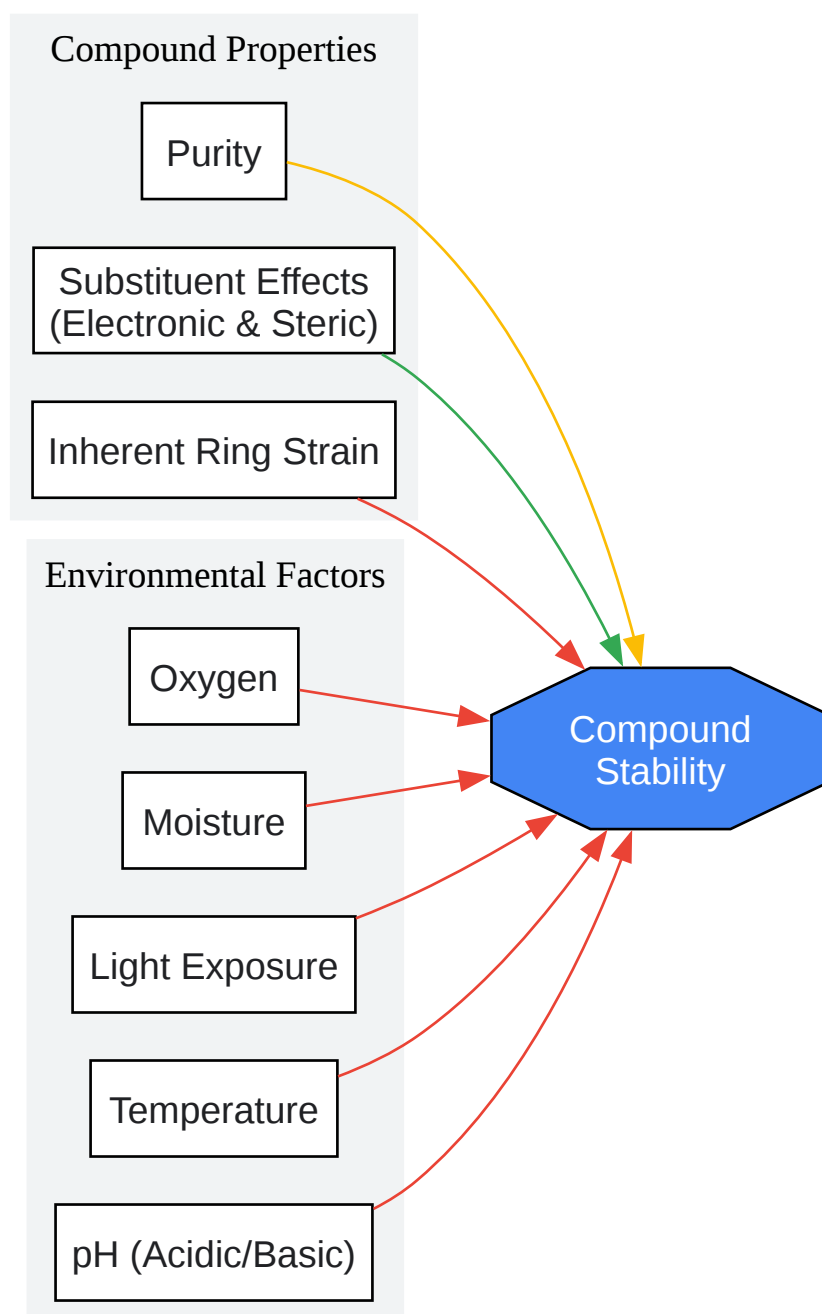 Compound Properties
Purity
Substituent Effects
(Electronic & Steric)
Inherent Ring Strain
Environmental Factors
Oxygen
Moisture
Light Exposure
Temperature
pH (Acidic/Basic)
Compound
Stability